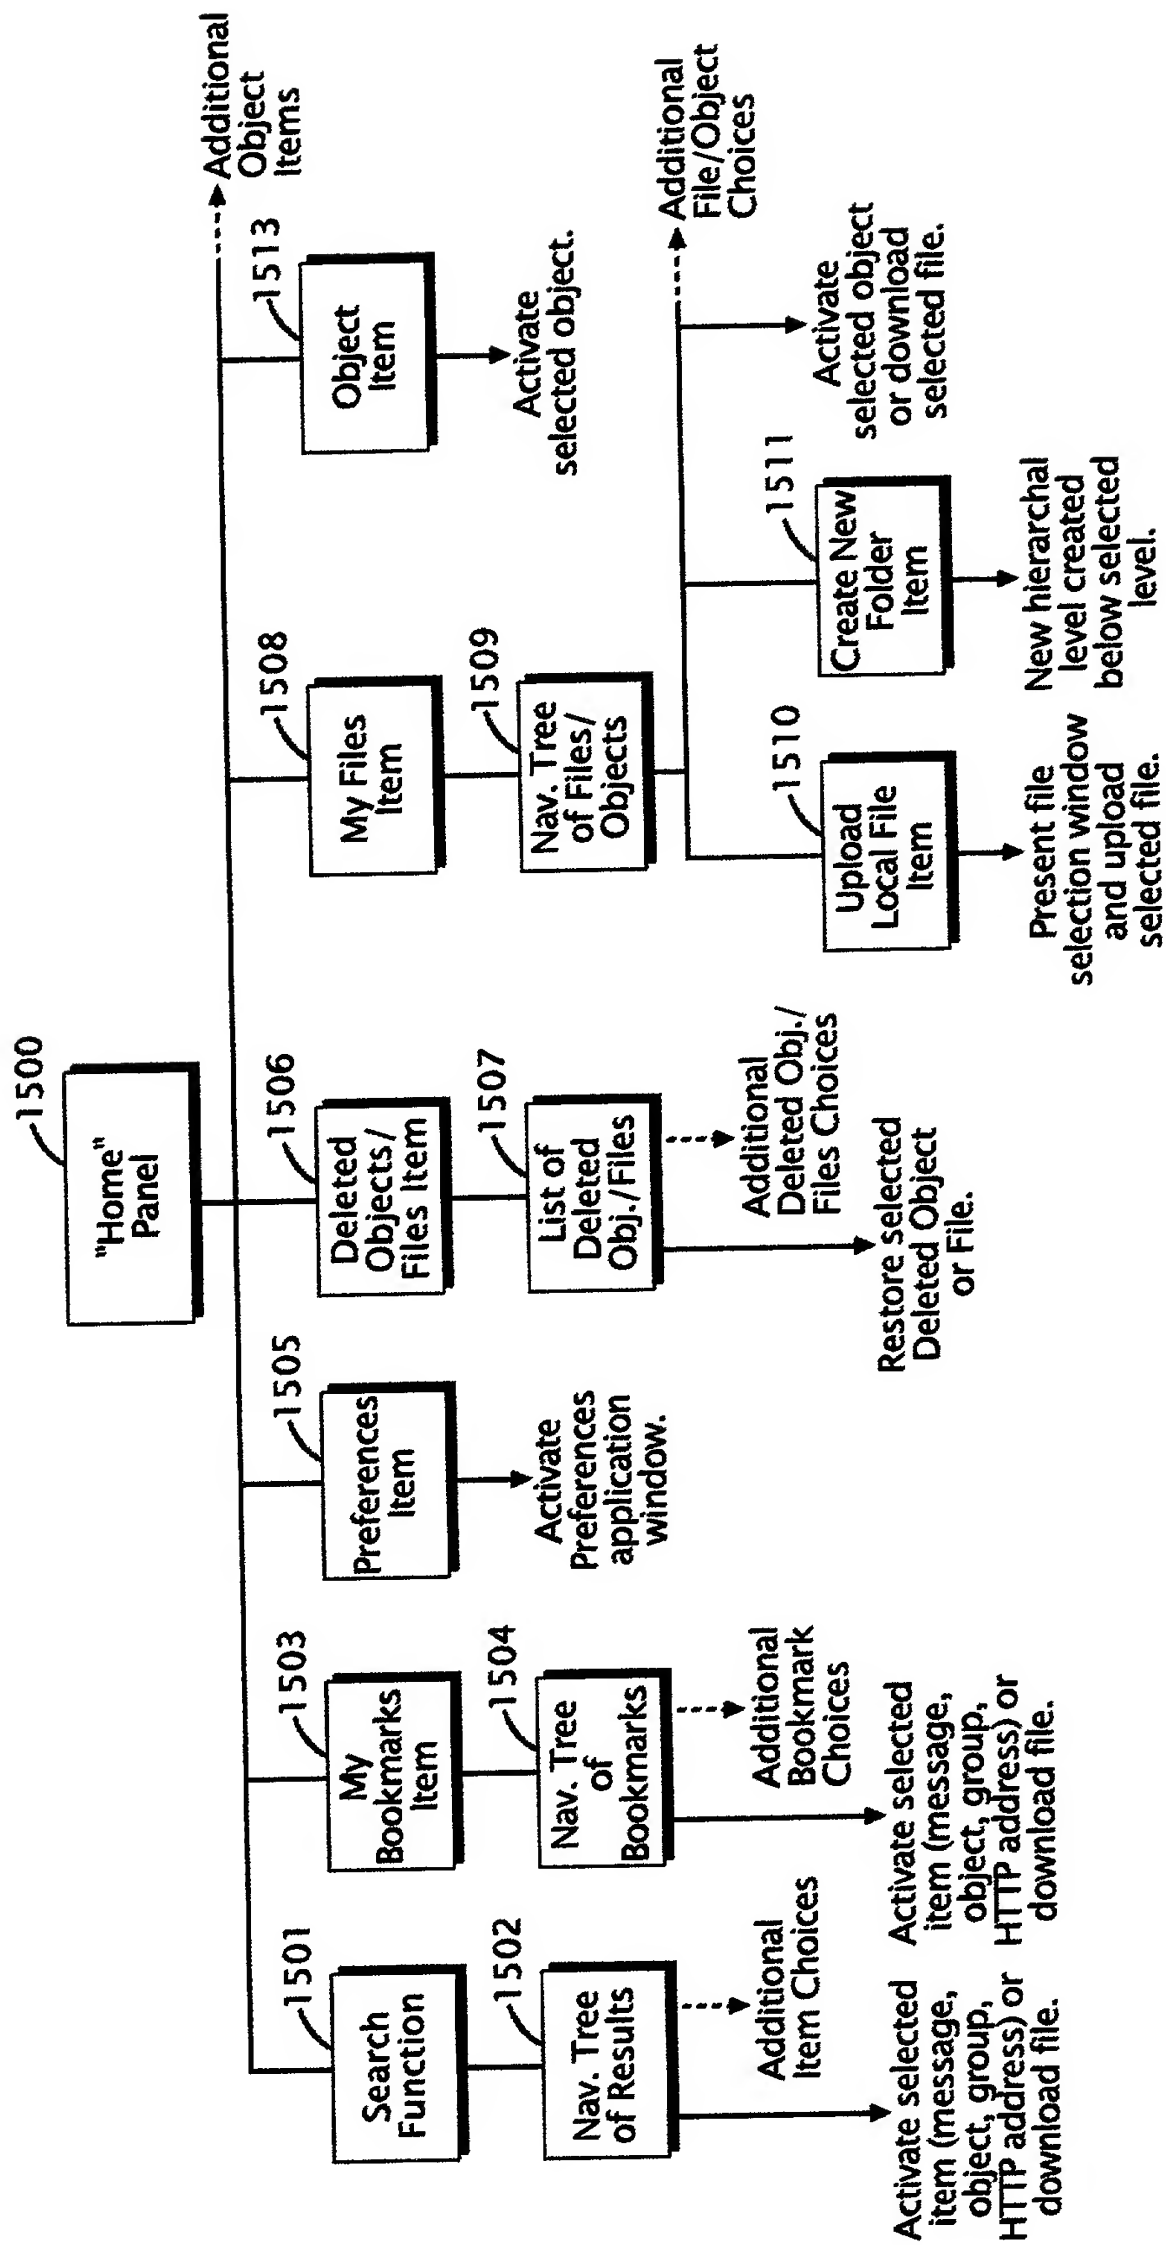 1500
"Home"
Panel
1501
Search
Function
1502
Nav. Tree
of Results
Additional
Item Choices
Activate selected
item (message,
object, group,
HTTP address) or
download file.
1503
My
Bookmarks
Item
1504
Nav. Tree
of
Bookmarks
Additional
Bookmark
Choices
Activate selected
item (message,
object, group,
HTTP address) or
download file.
1505
Preferences
Item
Activate
Preferences
application
window.
1506
Deleted
Objects/
Files Item
1507
List of
Deleted
Obj./Files
Additional
Deleted Obj./
Files Choices
Restore selected
Deleted Object
or File.
1508
My Files
Item
1509
Nav. Tree
of Files/
Objects
1510
Upload
Local File
Item
Present file
selection window
and upload
selected file.
1511
Create New
Folder
Item
New hierarchal
level created
below selected
level.
Activate
selected object
or download
selected file.
Additional
File/Object
Choices
1513
Object
Item
Activate
selected object.
Additional
Object
Items